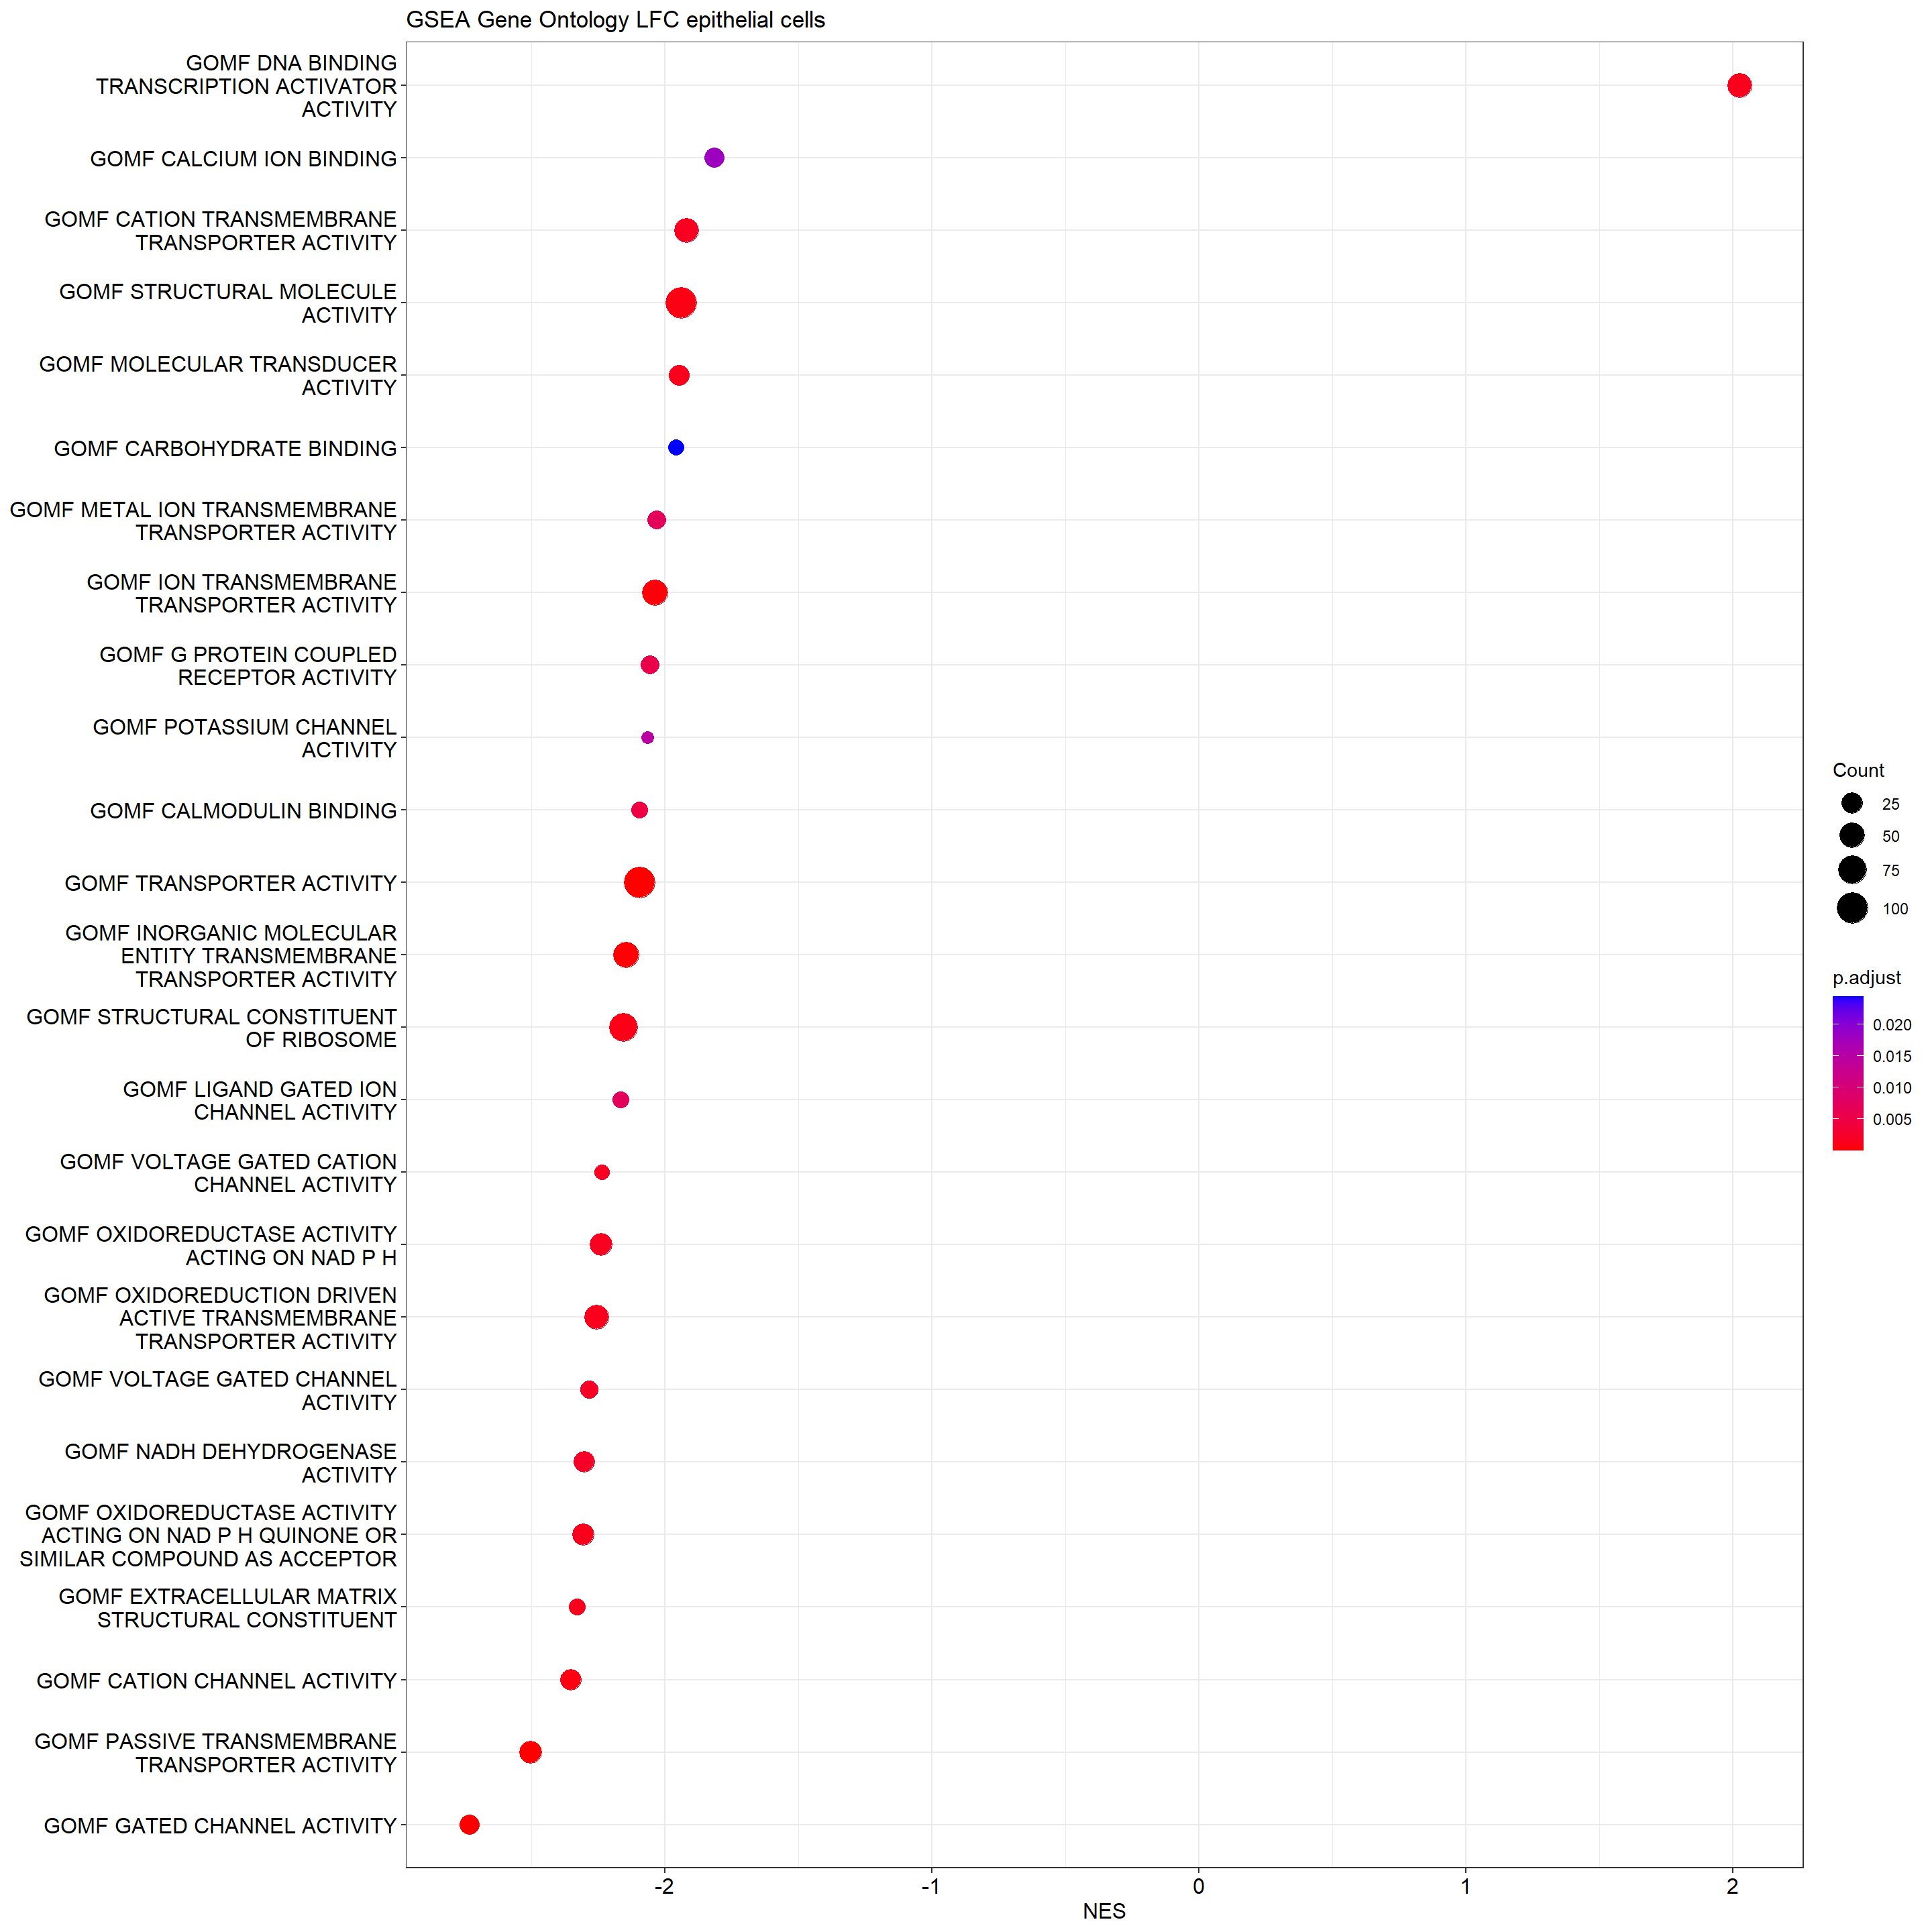 GSEA Gene Ontology LFC epithelial cells
GOMF DNA BINDING
TRANSCRIPTION ACTIVATOR
ACTIVITY
GOMF CALCIUM ION BINDING
GOMF CATION TRANSMEMBRANE
TRANSPORTER ACTIVITY
GOMF STRUCTURAL MOLECULE
ACTIVITY
GOMF MOLECULAR TRANSDUCER
ACTIVITY
GOMF CARBOHYDRATE BINDING
GOMF METAL ION TRANSMEMBRANE
TRANSPORTER ACTIVITY
GOMF ION TRANSMEMBRANE
TRANSPORTER ACTIVITY
GOMF G PROTEIN COUPLED
RECEPTOR ACTIVITY
GOMF POTASSIUM CHANNEL
ACTIVITY
GOMF CALMODULIN BINDING
GOMF TRANSPORTER ACTIVITY
GOMF INORGANIC MOLECULAR
ENTITY TRANSMEMBRANE
TRANSPORTER ACTIVITY
GOMF STRUCTURAL CONSTITUENT
OF RIBOSOME
GOMF LIGAND GATED ION
CHANNEL ACTIVITY
GOMF VOLTAGE GATED CATION
CHANNEL ACTIVITY
GOMF OXIDOREDUCTASE ACTIVITY
ACTING ON NAD P H
GOMF OXIDOREDUCTION DRIVEN
ACTIVE TRANSMEMBRANE
TRANSPORTER ACTIVITY
GOMF VOLTAGE GATED CHANNEL
ACTIVITY
GOMF NADH DEHYDROGENASE
ACTIVITY
GOMF OXIDOREDUCTASE ACTIVITY
ACTING ON NAD P H QUINONE OR
SIMILAR COMPOUND AS ACCEPTOR
GOMF EXTRACELLULAR MATRIX
STRUCTURAL CONSTITUENT
GOMF CATION CHANNEL ACTIVITY
GOMF PASSIVE TRANSMEMBRANE
TRANSPORTER ACTIVITY
GOMF GATED CHANNEL ACTIVITY
-2 -1 0 1 2
NES
Count
25
50
75
100
p.adjust
0.020
0.015
0.010
0.005